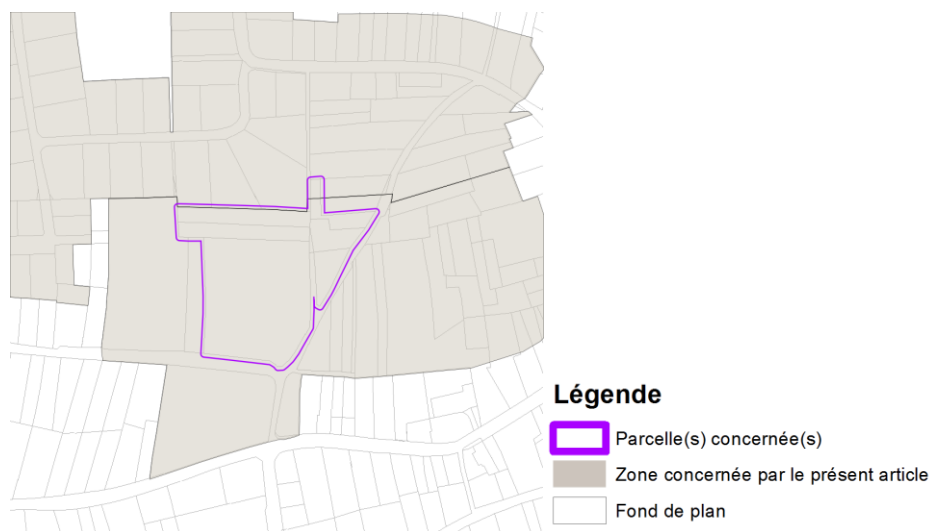 Légende
Parcelle(s) concernée(s)
Zone concernée par le présent article
Fond de plan